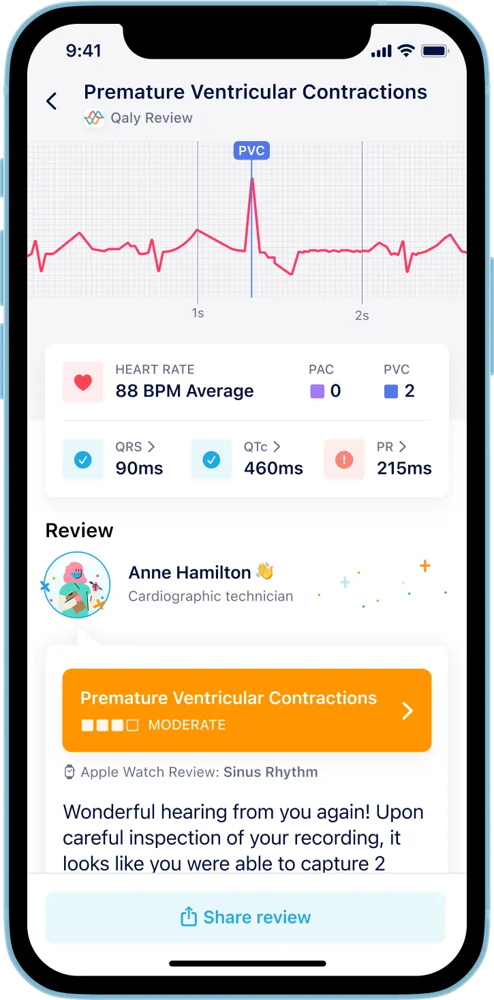 9:41
Premature Ventricular Contractions
Qaly Review
PVC
1s
2s
HEART RATE
88 BPM Average
PAC
0
PVC
2
QRS
90ms
QTc
460ms
PR
215ms
Review
Anne Hamilton 👋
Cardiographic technician
Premature Ventricular Contractions
MODERATE
Apple Watch Review: Sinus Rhythm
Wonderful hearing from you again! Upon
careful inspection of your recording, it
looks like you were able to capture 2
Share review